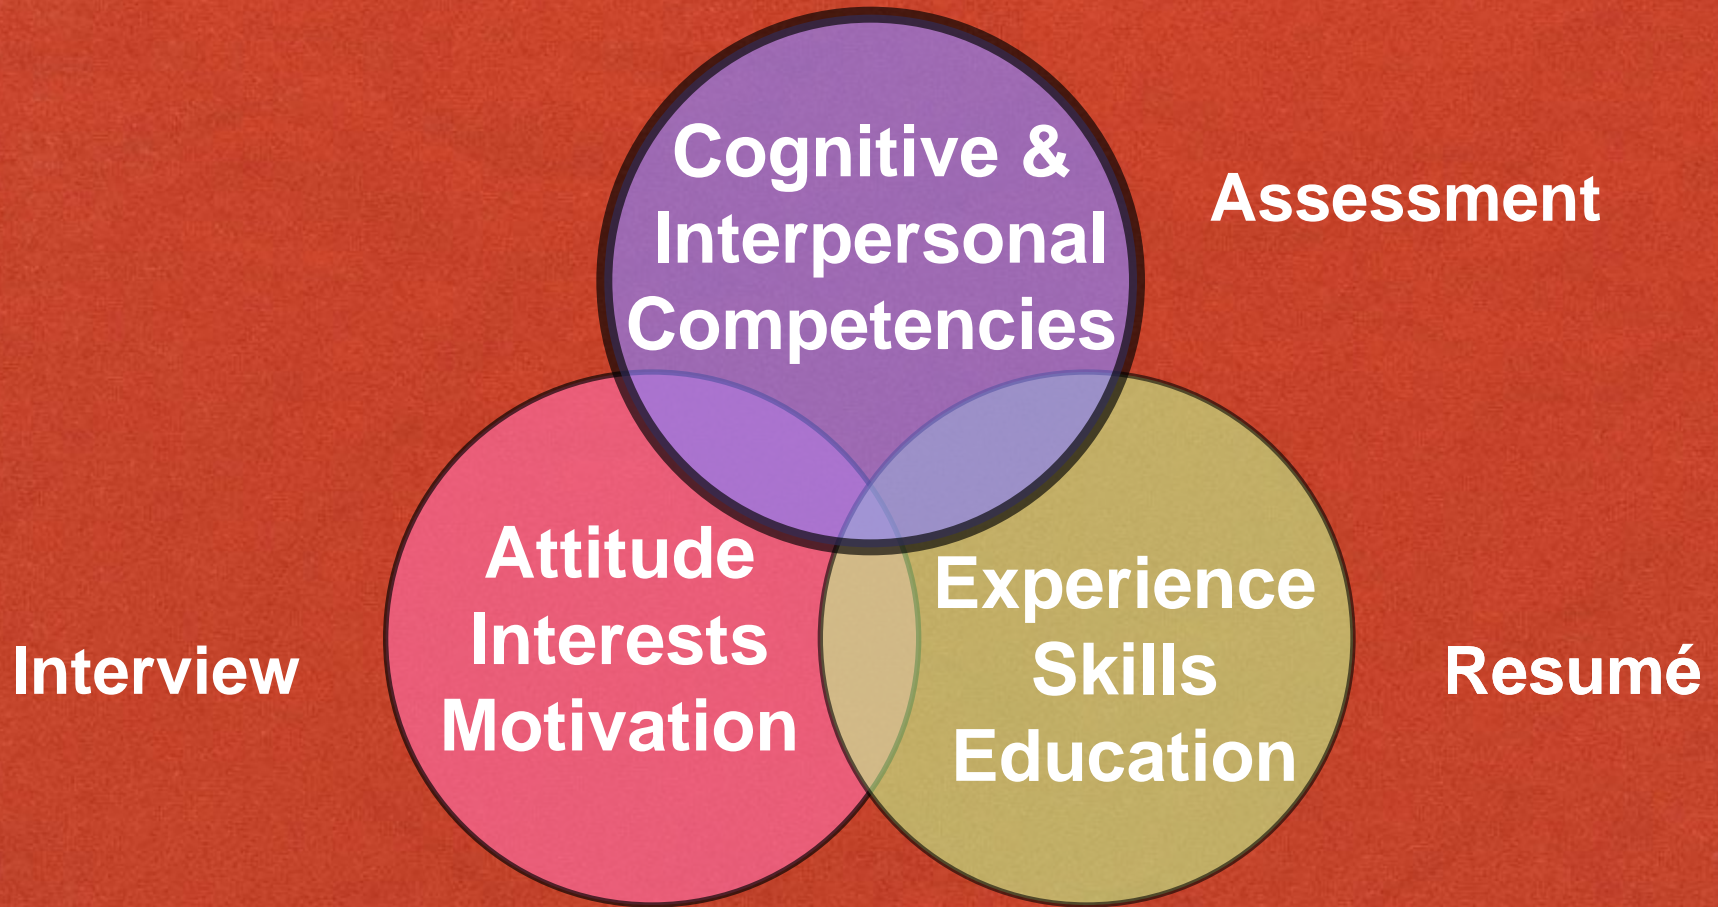 Cognitive &
Interpersonal
Competencies
Assessment
Attitude
Interests
Motivation
Interview
Experience
Skills
Education
Resumé